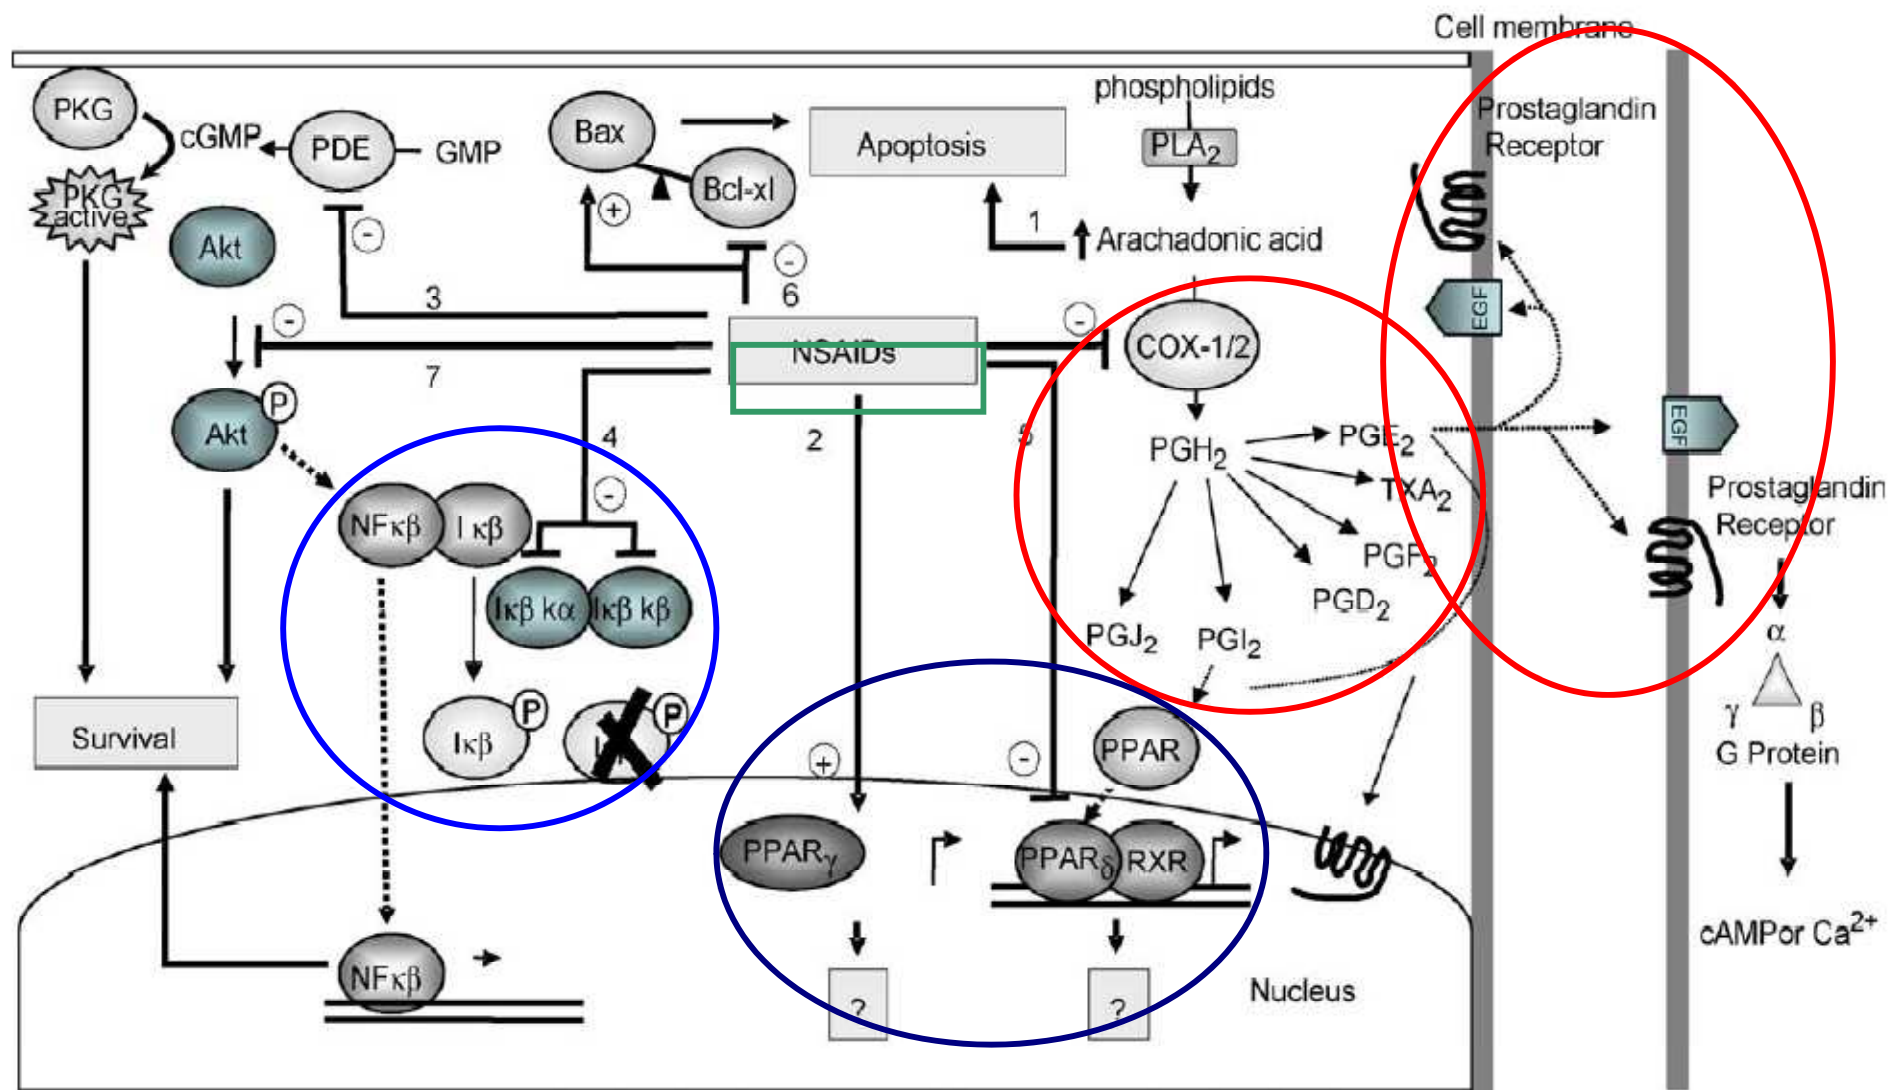 Cell membrane
PKG
cGMP
PDE
GMP
PKG
active
Bax
Bcl-xl
Apoptosis
phospholipids
PLA2
Arachadonic acid
1
Prostaglandin
Receptor
Akt
-
+
-
6
3
-
7
NSAIDs
-
COX-1/2
EGF
EGF
Akt
P
4
2
5
PGH2
PGE2
TXA2
PGF2
PGD2
PGI2
PGJ2
Prostaglandin
Receptor
α
γ
β
G Protein
cAMPor Ca2+
NFκβ
Iκβ
-
Iκβ kα
Iκβ kβ
Iκβ
P
P
Survival
+
-
PPAR
PPARγ
PPARδ
RXR
NFκβ
?
?
Nucleus